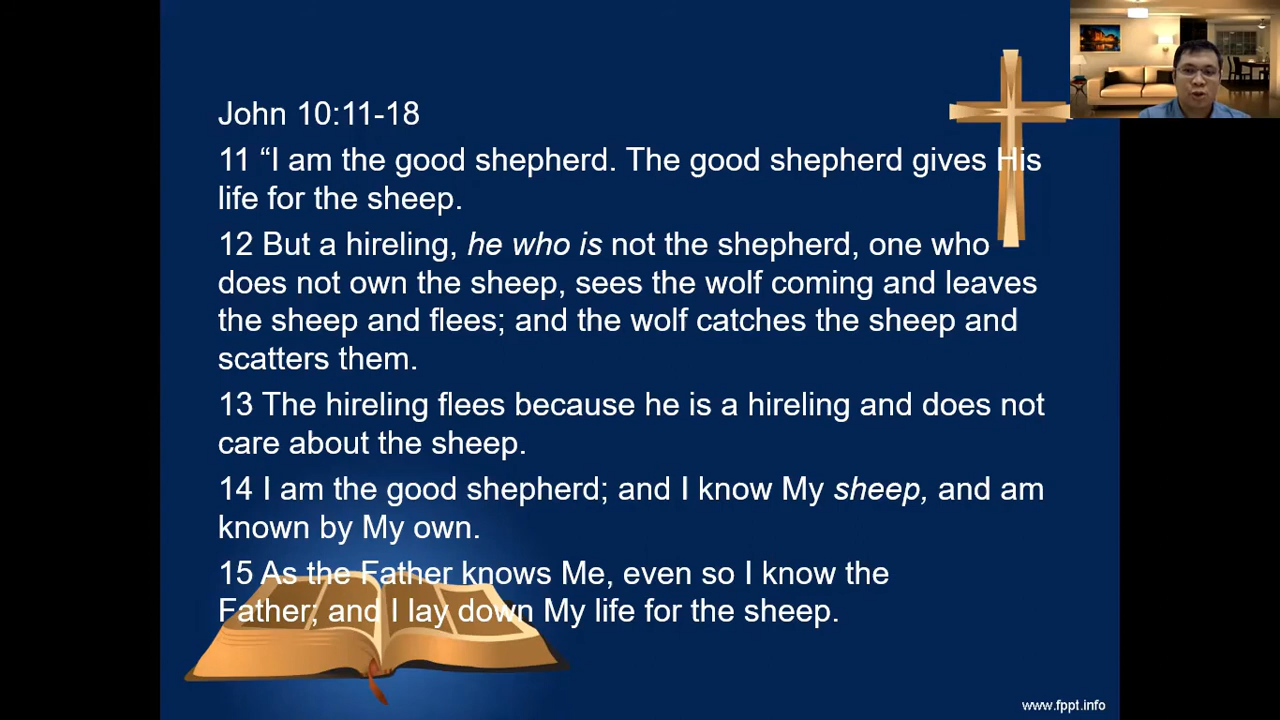 John 10:11-18
11 “I am the good shepherd. The good shepherd gives His
life for the sheep.
12 But a hireling, he who is not the shepherd, one who
does not own the sheep, sees the wolf coming and leaves
the sheep and flees; and the wolf catches the sheep and
scatters them.
13 The hireling flees because he is a hireling and does not
care about the sheep.
14 I am the good shepherd; and I know My sheep, and am
known by My own.
15 As the Father knows Me, even so I know the
Father; and I lay down My life for the sheep.
www.fppt.info